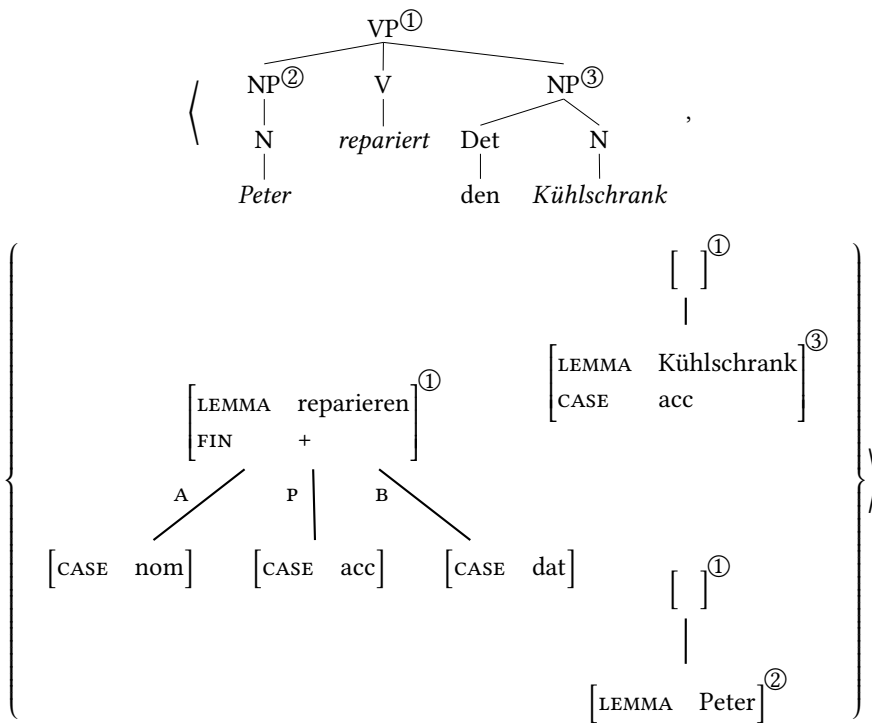 VP①
NP② V NP③
N repariert Det N
Peter den Kühlschrank
⟨ , ⟩
[ ]①
[LEMMA Kühlschrank
CASE acc]③
[LEMMA reparieren
FIN +]①
A P B
[CASE nom] [CASE acc] [CASE dat]
[ ]①
[LEMMA Peter]②